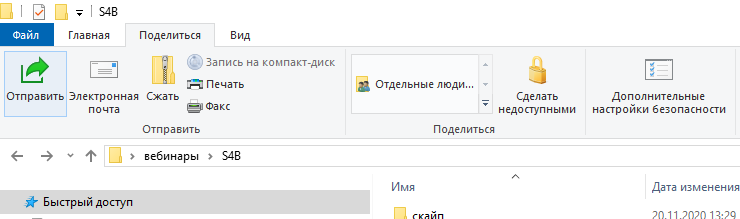 S4B
Файл Главная Поделиться Вид
Отправить
Электронная почта
Сжать
Запись на компакт-диск
Печать
Факс
Отправить
Отдельные люди...
Сделать недоступными
Поделиться
Дополнительные настройки безопасности
вебинары S4B
Быстрый доступ
Имя Дата изменения
скайп 20.11.2020 13:29